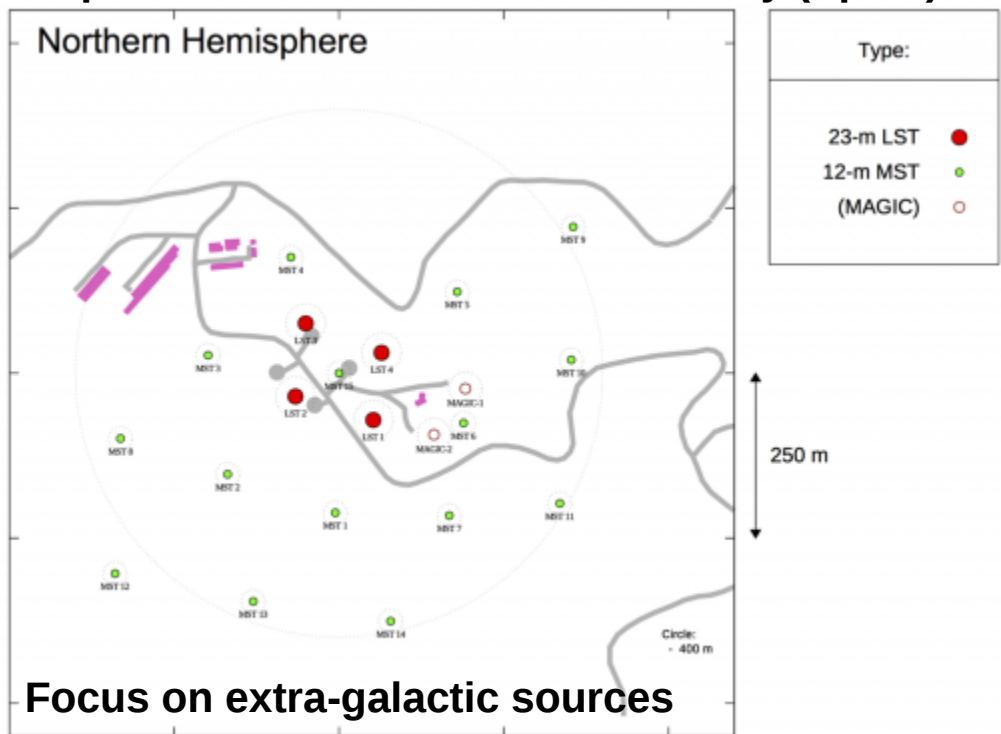 Northern Hemisphere
Type:
23-m LST
12-m MST
(MAGIC)
MST 9
MST 4
MST 5
LST 3
LST 4
MST 3
MST 15
MST 10
MAGIC-1
LST 2
LST 1
MAGIC-2
MST 6
MST 8
250 m
MST 2
MST 1
MST 7
MST 11
MST 12
MST 13
MST 14
Circle:
- 400 m
Focus on extra-galactic sources